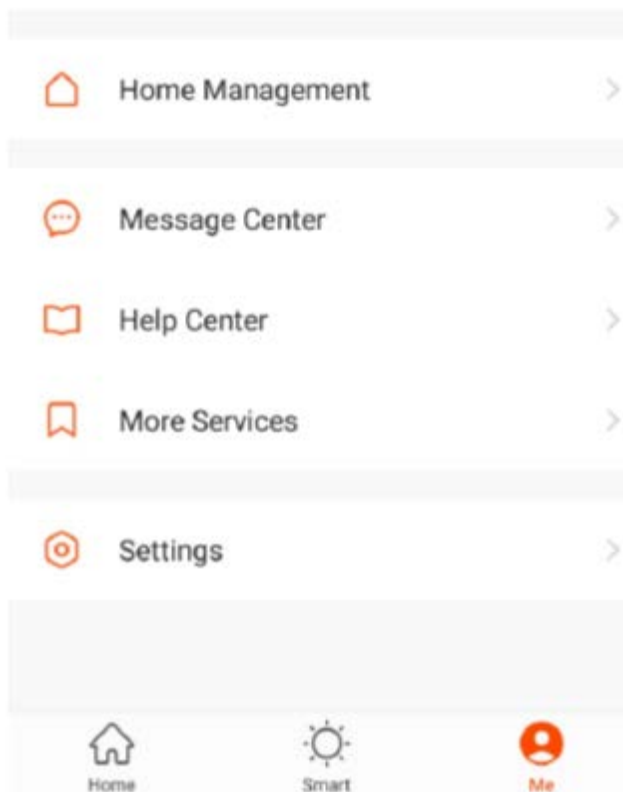 Home Management
Message Center
Help Center
More Services
Settings
Home
Smart
Me